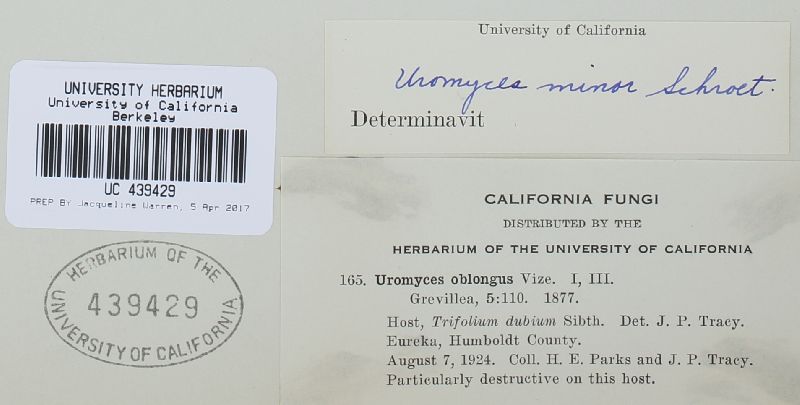 University of California
Uromyces minor Schroet.
Determinavit
UNIVERSITY HERBARIUM
University of California
Berkeley
UC 439429
PREP BY Jacqueline Warren, 5 Apr 2017
CALIFORNIA FUNGI
DISTRIBUTED BY THE
HERBARIUM OF THE UNIVERSITY OF CALIFORNIA
165. Uromyces oblongus Vize. I, III.
Grevillea, 5:110. 1877.
Host, Trifolium dubium Sibth. Det. J. P. Tracy.
Eureka, Humboldt County.
August 7, 1924. Coll. H. E. Parks and J. P. Tracy.
Particularly destructive on this host.
HERBARIUM OF THE
439429
UNIVERSITY OF CALIFORNIA